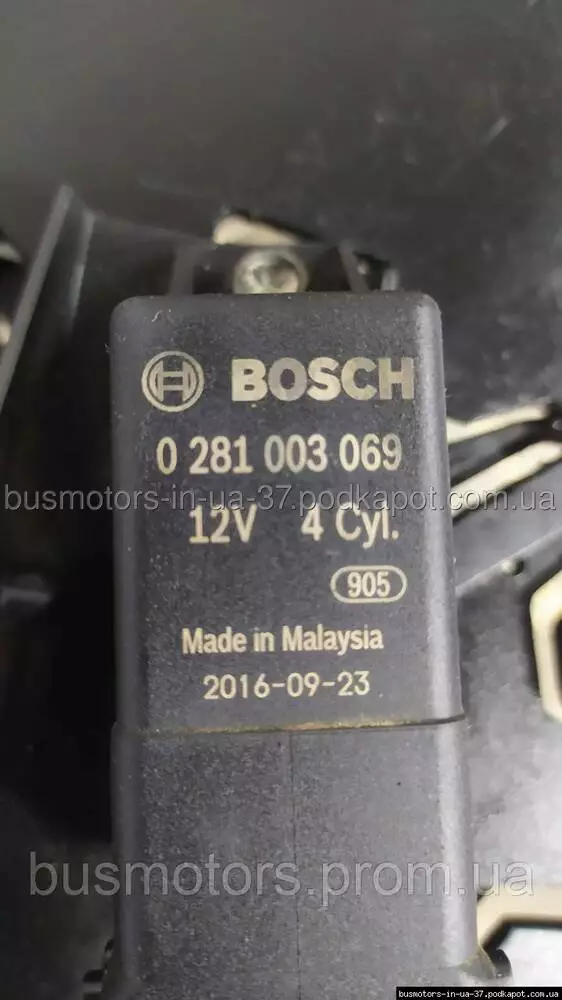 BOSCH
0 281 003 069
busmotors-in-ua-37.podkapot.com.ua
12V 4 Cyl.
905
Made in Malaysia
2016-09-23
busmotors.prom.ua
busmotors-in-ua-37.podkapot.com.ua